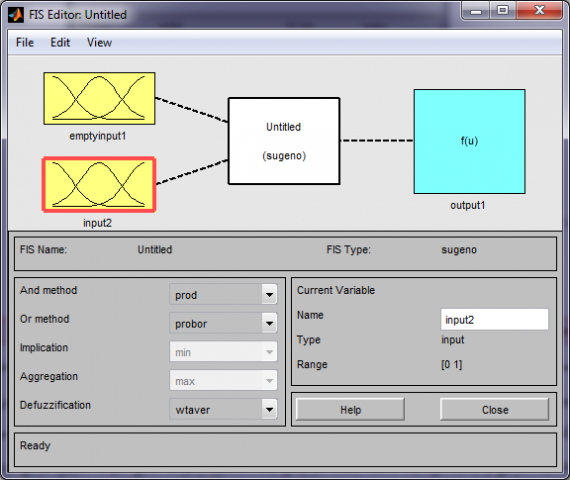 FIS Editor: Untitled
File Edit View
emptyinput1
input2
Untitled
(sugeno)
f(u)
output1
FIS Name: Untitled FIS Type: sugeno
And method prod
Or method probor
Implication min
Aggregation max
Defuzzification wtaver
Current Variable
Name input2
Type input
Range [0 1]
Help Close
Ready